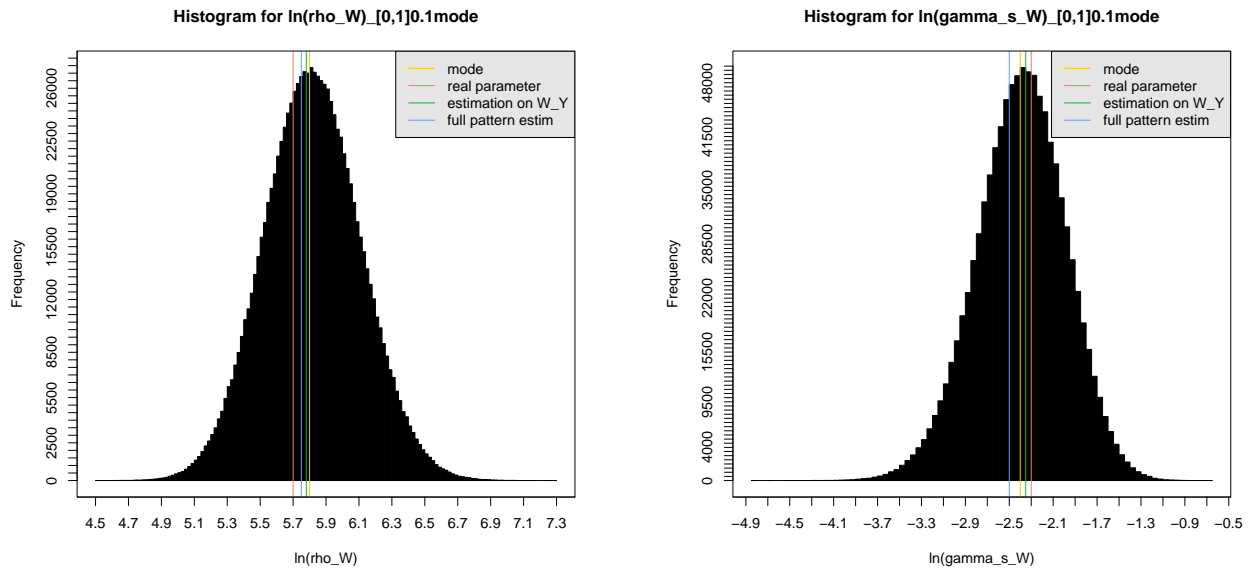 Histogram for ln(rho_W)_[0,1]0.1mode
mode
real parameter
estimation on W_Y
full pattern estim
Frequency
26000
22500
19000
15500
12000
8500
5500
2500
0
4.5 4.7 4.9 5.1 5.3 5.5 5.7 5.9 6.1 6.3 6.5 6.7 6.9 7.1 7.3
ln(rho_W)
Histogram for ln(gamma_s_W)_[0,1]0.1mode
mode
real parameter
estimation on W_Y
full pattern estim
Frequency
48000
41500
35000
28500
22000
15500
9500
4000
0
−4.9 −4.5 −4.1 −3.7 −3.3 −2.9 −2.5 −2.1 −1.7 −1.3 −0.9 −0.5
ln(gamma_s_W)